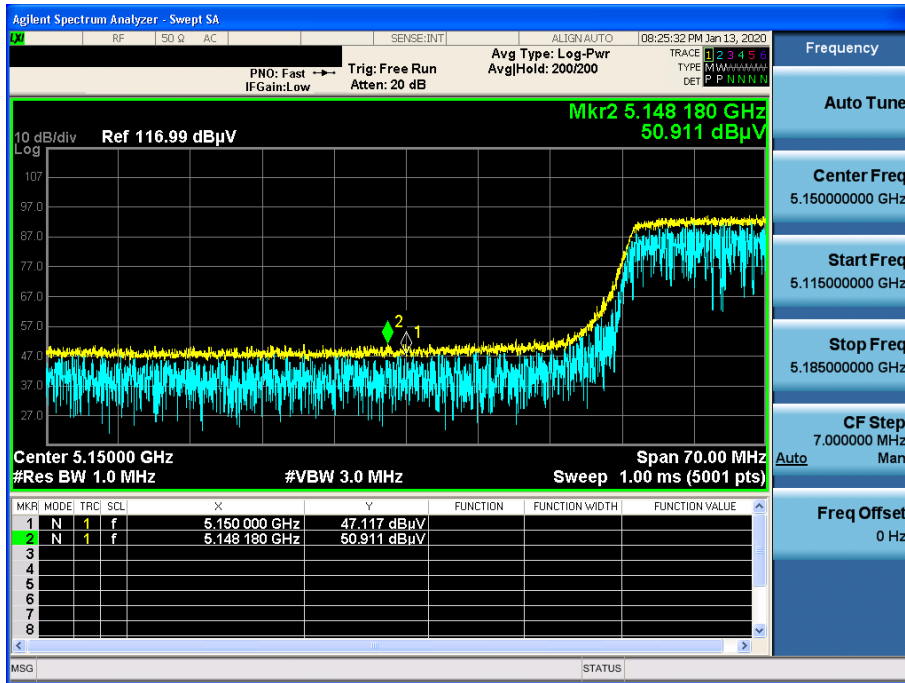 Agilent Spectrum Analyzer - Swept SA
LXI RF 50 Ω AC SENSE:INT ALIGN AUTO 08:25:32 PM Jan 13, 2020
PNO: Fast Trig: Free Run Avg Type: Log-Pwr TRACE 1 2 3 4 5 6
IFGain:Low Atten: 20 dB Avg|Hold: 200/200 TYPE MWWWWW
DET P P N N N N
Mkr2 5.148 180 GHz
50.911 dBµV
10 dB/div Ref 116.99 dBµV
Log
107
97.0
87.0
77.0
67.0
57.0
47.0
37.0
27.0
2
1
Center 5.15000 GHz Span 70.00 MHz
#Res BW 1.0 MHz #VBW 3.0 MHz Sweep 1.00 ms (5001 pts)
MKR MODE TRC SCL X Y FUNCTION FUNCTION WIDTH FUNCTION VALUE
1 N 1 f 5.150 000 GHz 47.117 dBµV
2 N 1 f 5.148 180 GHz 50.911 dBµV
3
4
5
6
7
8
MSG STATUS
Frequency
Auto Tune
Center Freq
5.150000000 GHz
Start Freq
5.115000000 GHz
Stop Freq
5.185000000 GHz
CF Step
7.000000 MHz
Auto Man
Freq Offset
0 Hz